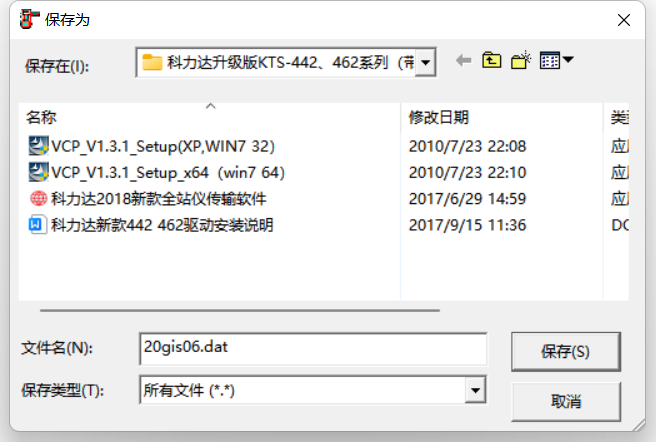 保存为
保存在(I):
科力达升级版KTS-442、462系列（带
名称
修改日期
类
VCP_V1.3.1_Setup(XP,WIN7 32)
2010/7/23 22:08
应
VCP_V1.3.1_Setup_x64（win7 64）
2010/7/23 22:10
应
科力达2018新款全站仪传输软件
2017/6/29 14:59
应
科力达新款442 462驱动安装说明
2017/9/15 11:36
DO
文件名(N):
20gis06.dat
保存(S)
保存类型(T):
所有文件 (*.*)
取消